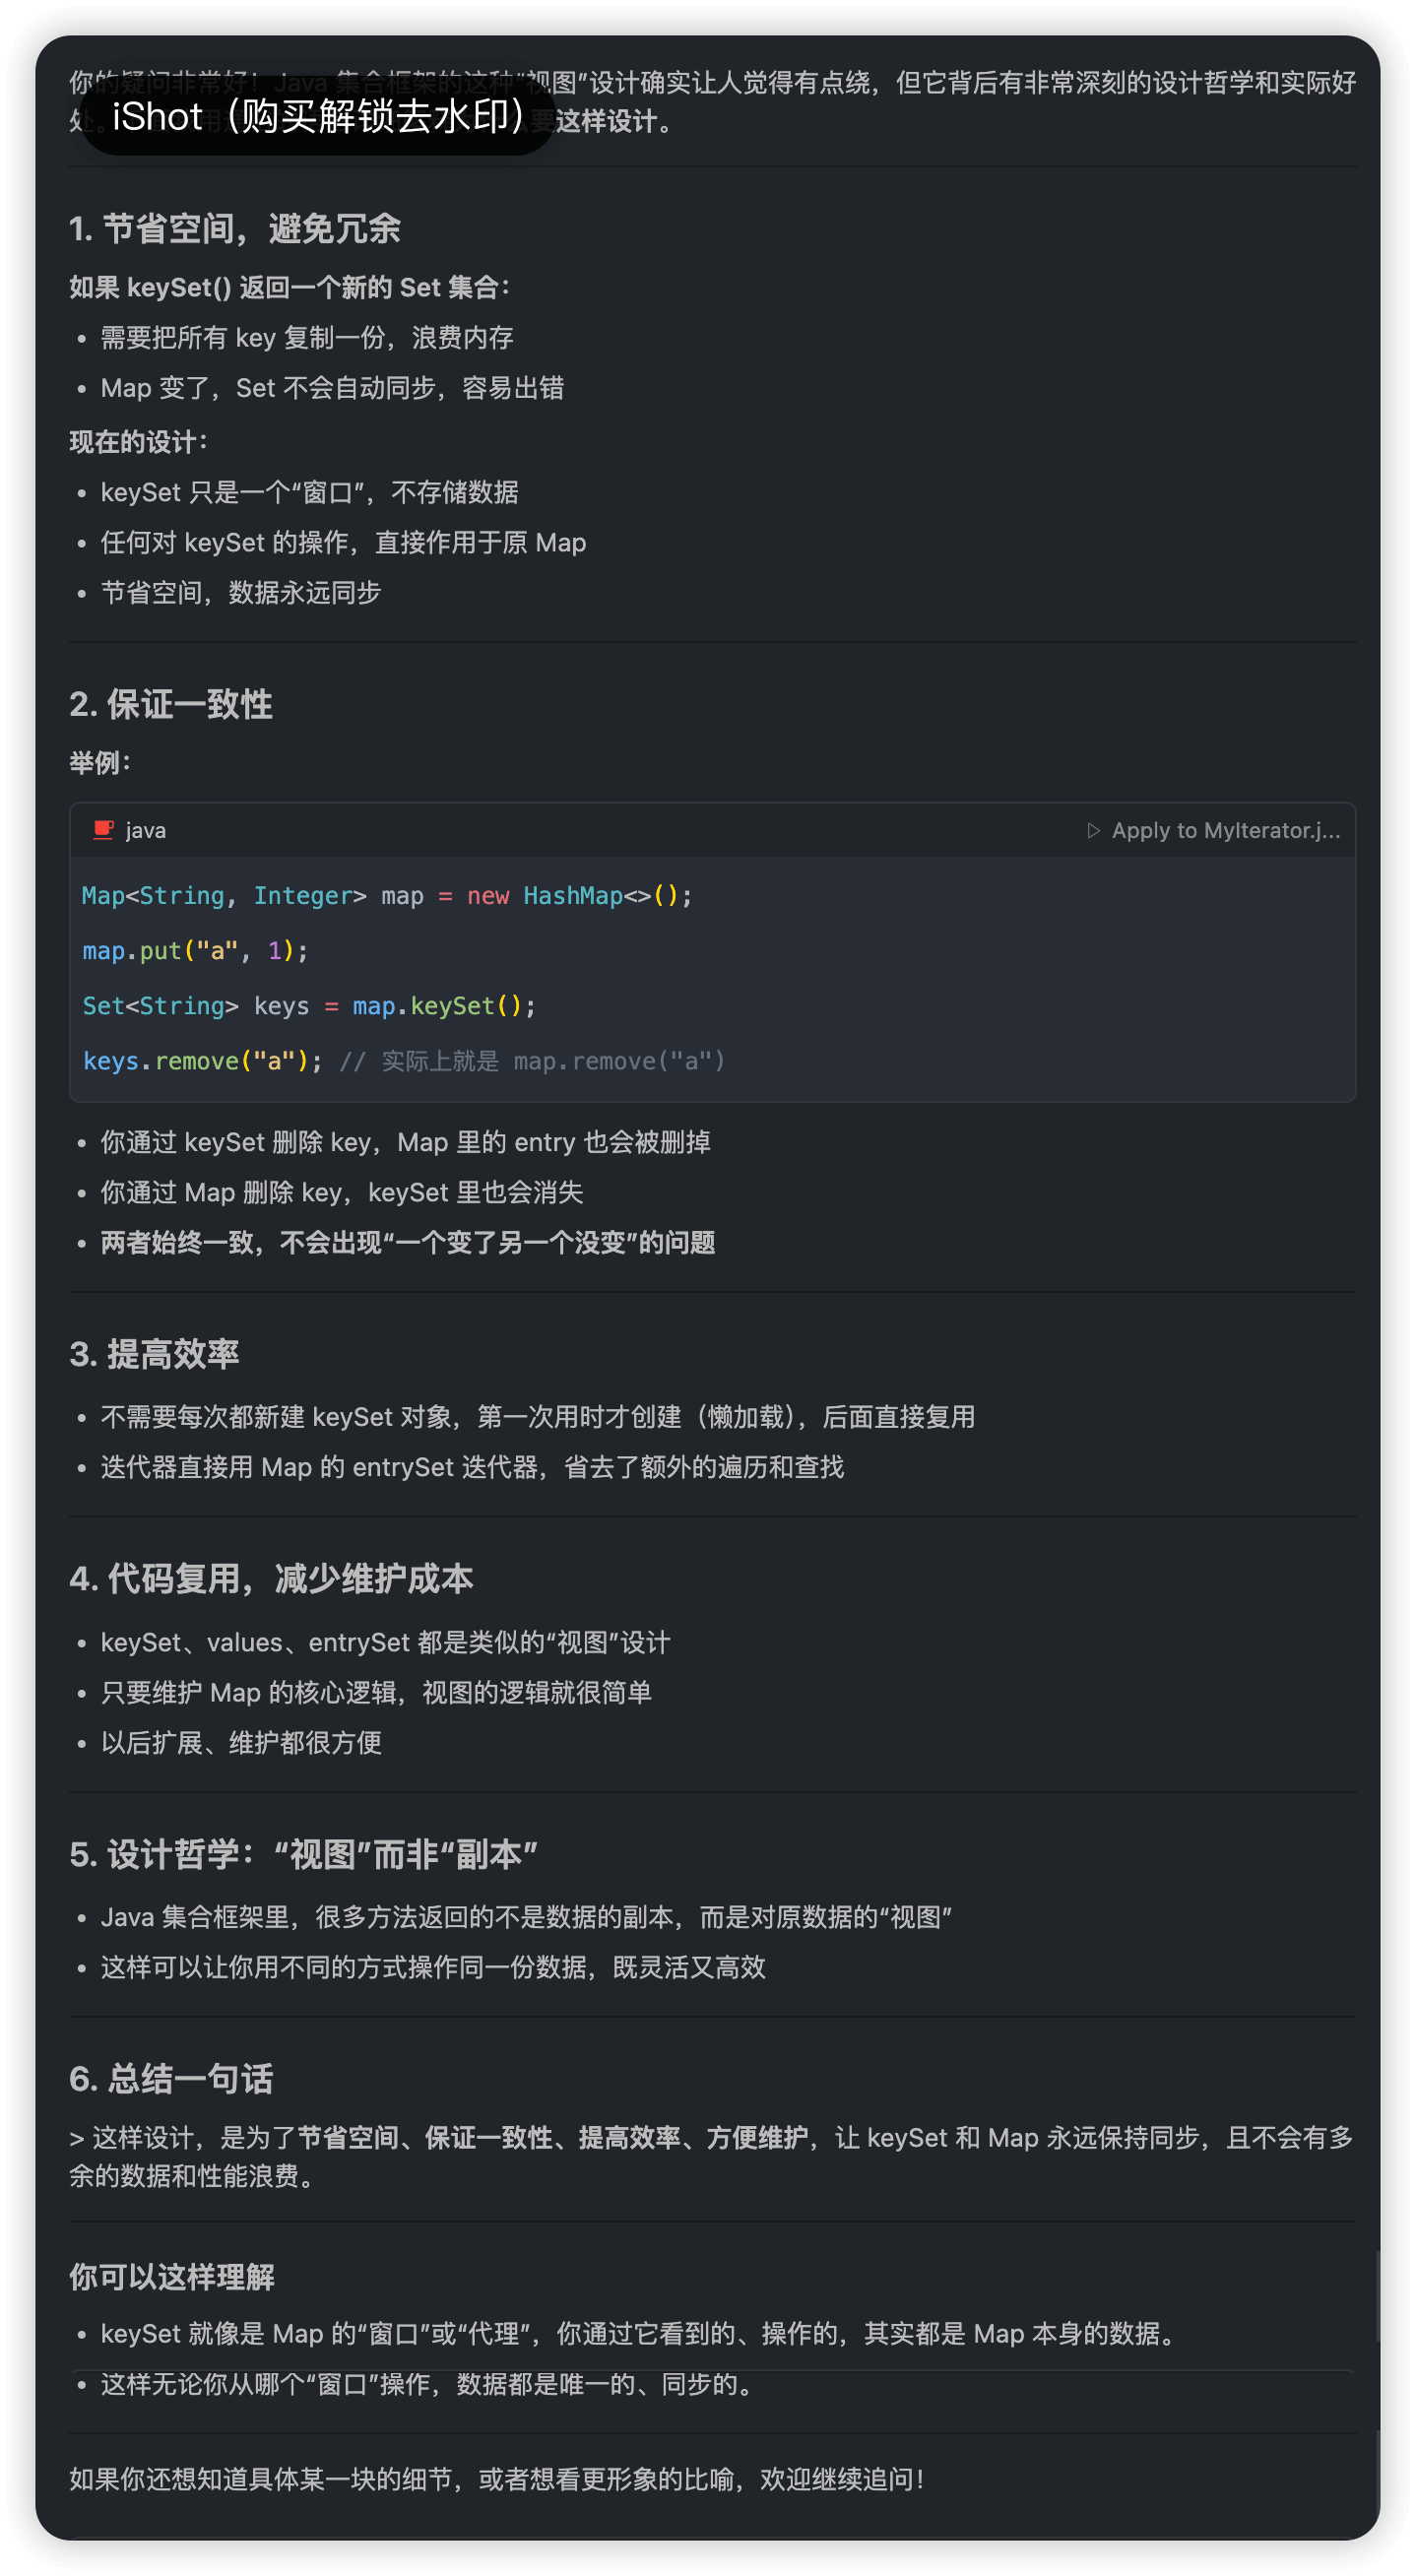 你的疑问非常好！Java 集合框架的这种“视图”设计确实让人觉得有点绕，但它背后有非常深刻的设计哲学和实际好
处。
iShot（购买解锁去水印）
要这样设计。
1. 节省空间，避免冗余
如果 keySet() 返回一个新的 Set 集合：
• 需要把所有 key 复制一份，浪费内存
• Map 变了，Set 不会自动同步，容易出错
现在的设计：
• keySet 只是一个“窗口”，不存储数据
• 任何对 keySet 的操作，直接作用于原 Map
• 节省空间，数据永远同步
2. 保证一致性
举例：
java
Apply to MyIterator.j...
Map<String, Integer> map = new HashMap<>();
map.put("a", 1);
Set<String> keys = map.keySet();
keys.remove("a"); // 实际上就是 map.remove("a")
• 你通过 keySet 删除 key，Map 里的 entry 也会被删掉
• 你通过 Map 删除 key，keySet 里也会消失
• 两者始终一致，不会出现“一个变了另一个没变”的问题
3. 提高效率
• 不需要每次都新建 keySet 对象，第一次用时才创建（懒加载），后面直接复用
• 迭代器直接用 Map 的 entrySet 迭代器，省去了额外的遍历和查找
4. 代码复用，减少维护成本
• keySet、values、entrySet 都是类似的“视图”设计
• 只要维护 Map 的核心逻辑，视图的逻辑就很简单
• 以后扩展、维护都很方便
5. 设计哲学：“视图”而非“副本”
• Java 集合框架里，很多方法返回的不是数据的副本，而是对原数据的“视图”
• 这样可以让你用不同的方式操作同一份数据，既灵活又高效
6. 总结一句话
> 这样设计，是为了节省空间、保证一致性、提高效率、方便维护，让 keySet 和 Map 永远保持同步，且不会有多
余的数据和性能浪费。
你可以这样理解
• keySet 就像是 Map 的“窗口”或“代理”，你通过它看到的、操作的，其实都是 Map 本身的数据。
• 这样无论你从哪个“窗口”操作，数据都是唯一的、同步的。
如果你还想知道具体某一块的细节，或者想看更形象的比喻，欢迎继续追问！